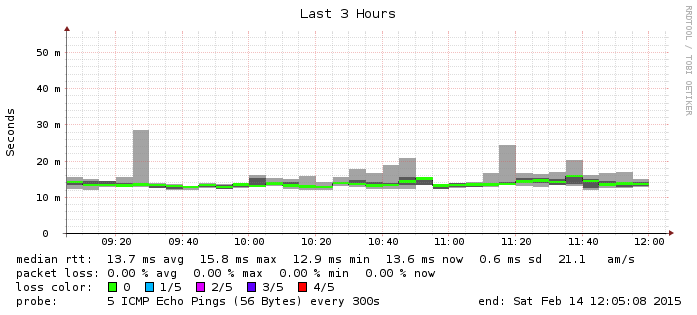 Last 3 Hours
RRDTOOL / TOBI OETIKER
Seconds
50 m
40 m
30 m
20 m
10 m
0
09:20 09:40 10:00 10:20 10:40 11:00 11:20 11:40 12:00
median rtt: 13.7 ms avg 15.8 ms max 12.9 ms min 13.6 ms now 0.6 ms sd 21.1 am/s
packet loss: 0.00 % avg 0.00 % max 0.00 % min 0.00 % now
loss color: 0 1/5 2/5 3/5 4/5
probe: 5 ICMP Echo Pings (56 Bytes) every 300s end: Sat Feb 14 12:05:08 2015